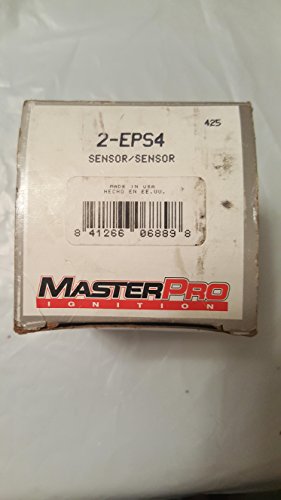 425
2-EPS4
SENSOR/SENSOR
MADE IN USA
HECHO EN EE.UU.
8 41266 06889 8
MASTERPRO
IGNITION